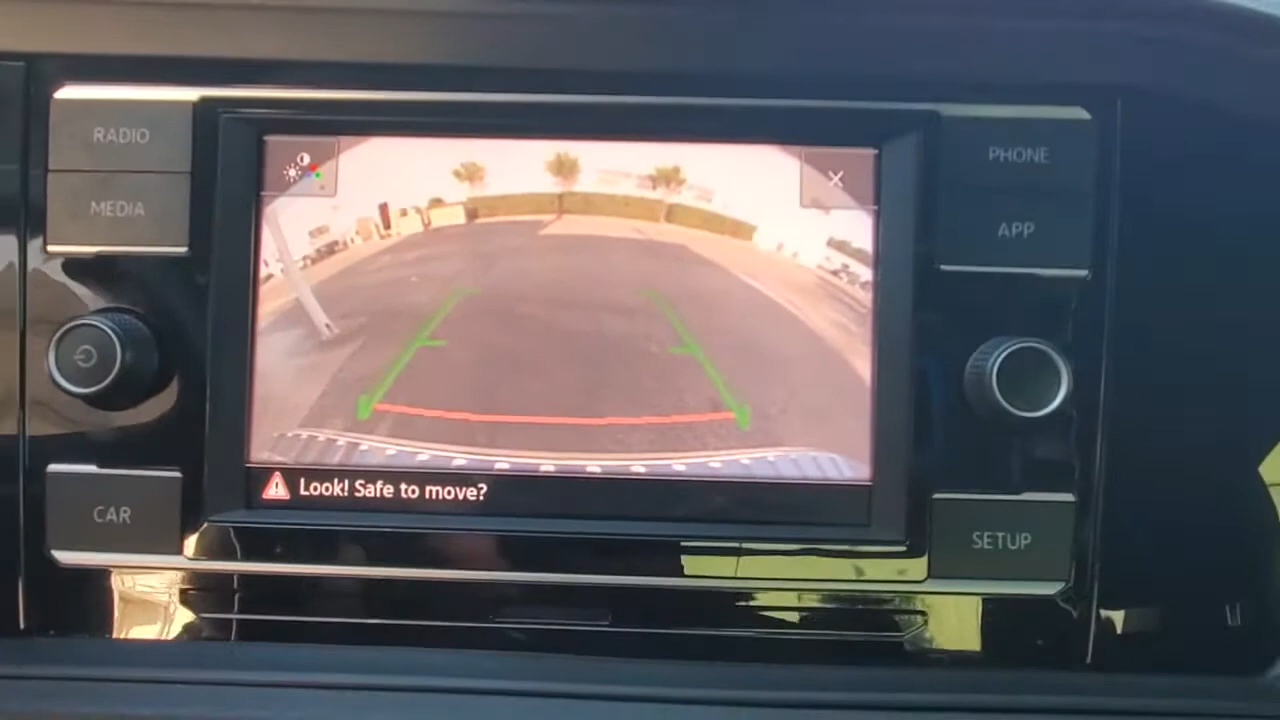 RADIO
MEDIA
PHONE
APP
Look! Safe to move?
CAR
SETUP